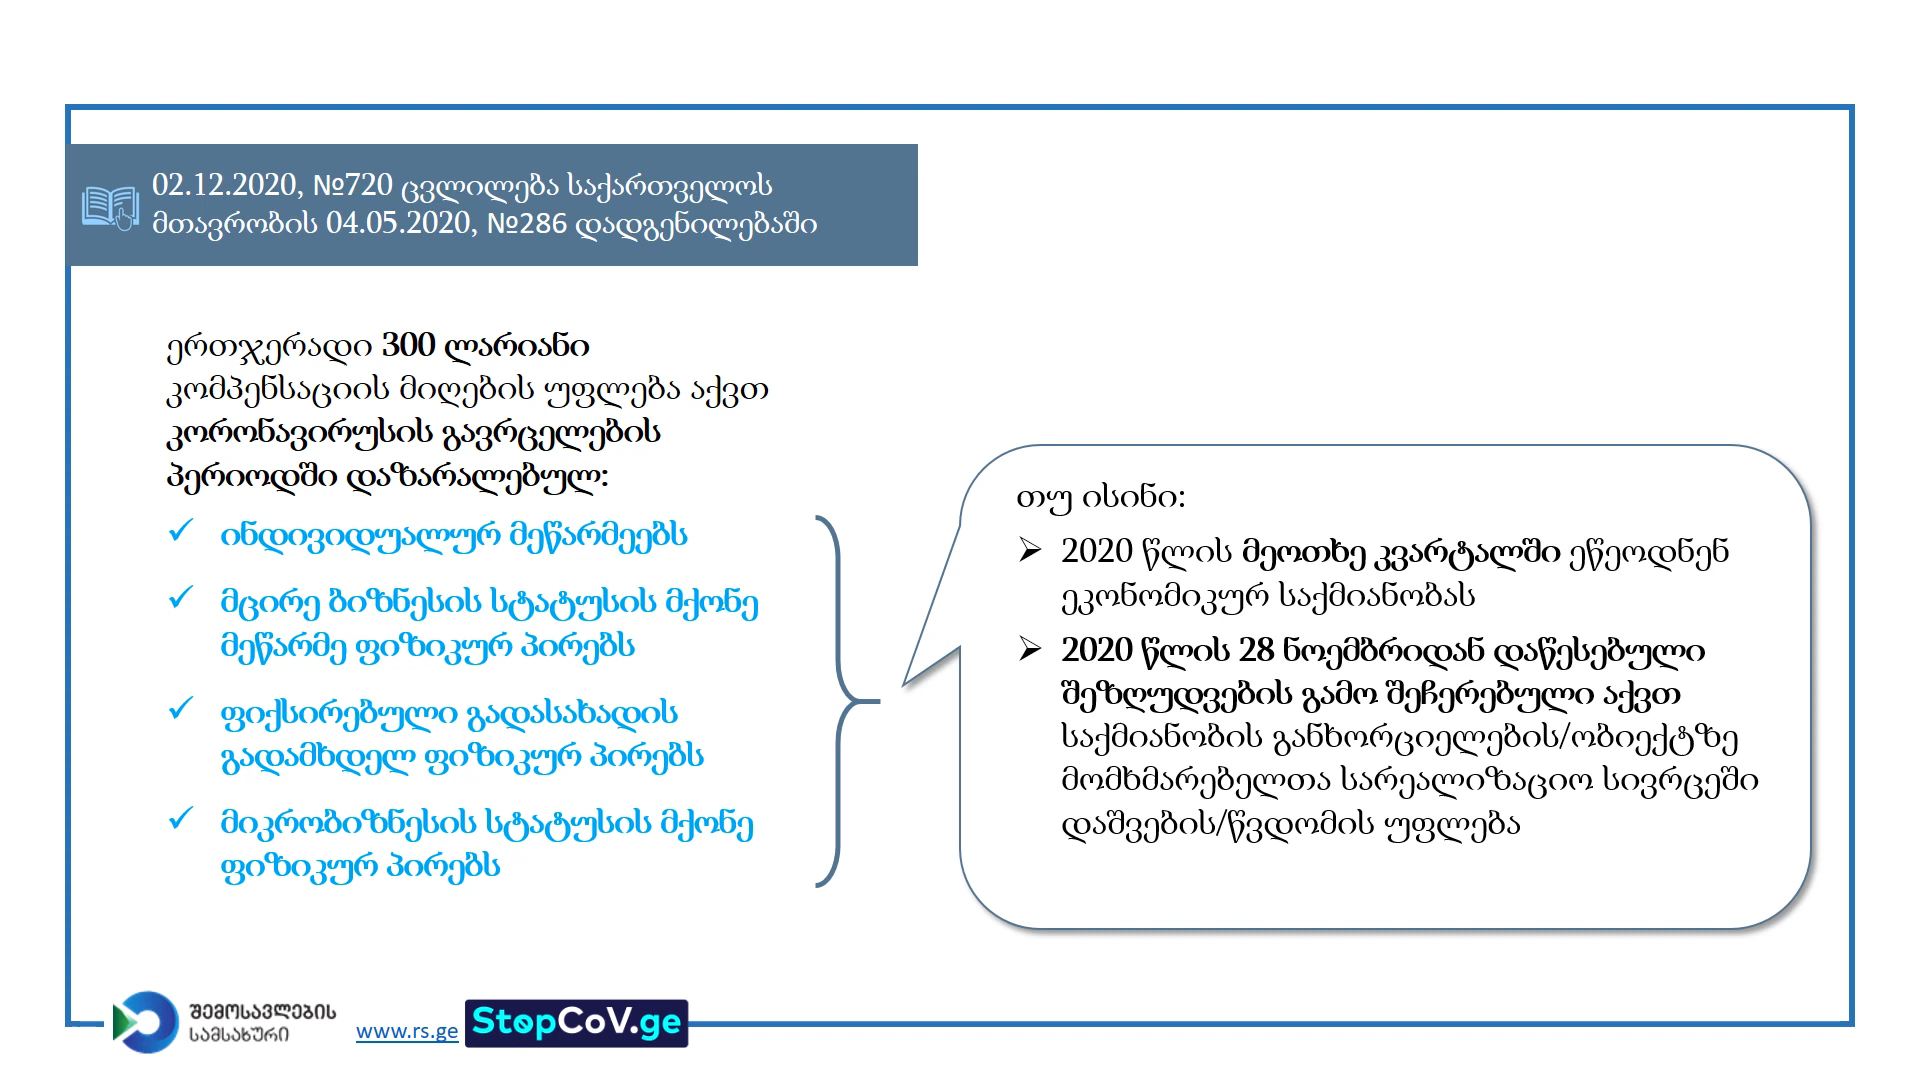 02.12.2020, №720 ცვლილება საქართველოს
მთავრობის 04.05.2020, №286 დადგენილებაში
ერთჯერადი 300 ლარიანი
კომპენსაციის მიღების უფლება აქვთ
კორონავირუსის გავრცელების
პერიოდში დაზარალებულ:
✓ ინდივიდუალურ მეწარმეებს
✓ მცირე ბიზნესის სტატუსის მქონე
მეწარმე ფიზიკურ პირებს
✓ ფიქსირებული გადასახადის
გადამხდელ ფიზიკურ პირებს
✓ მიკრობიზნესის სტატუსის მქონე
ფიზიკურ პირებს
თუ ისინი:
➢ 2020 წლის მეოთხე კვარტალში ეწეოდნენ
ეკონომიკურ საქმიანობას
➢ 2020 წლის 28 ნოემბრიდან დაწესებული
შეზღუდვების გამო შეჩერებული აქვთ
საქმიანობის განხორციელების/ობიექტზე
მომხმარებელთა სარეალიზაციო სივრცეში
დაშვების/წვდომის უფლება
შემოსავლების
სამსახური
www.rs.ge
StopCoV.ge